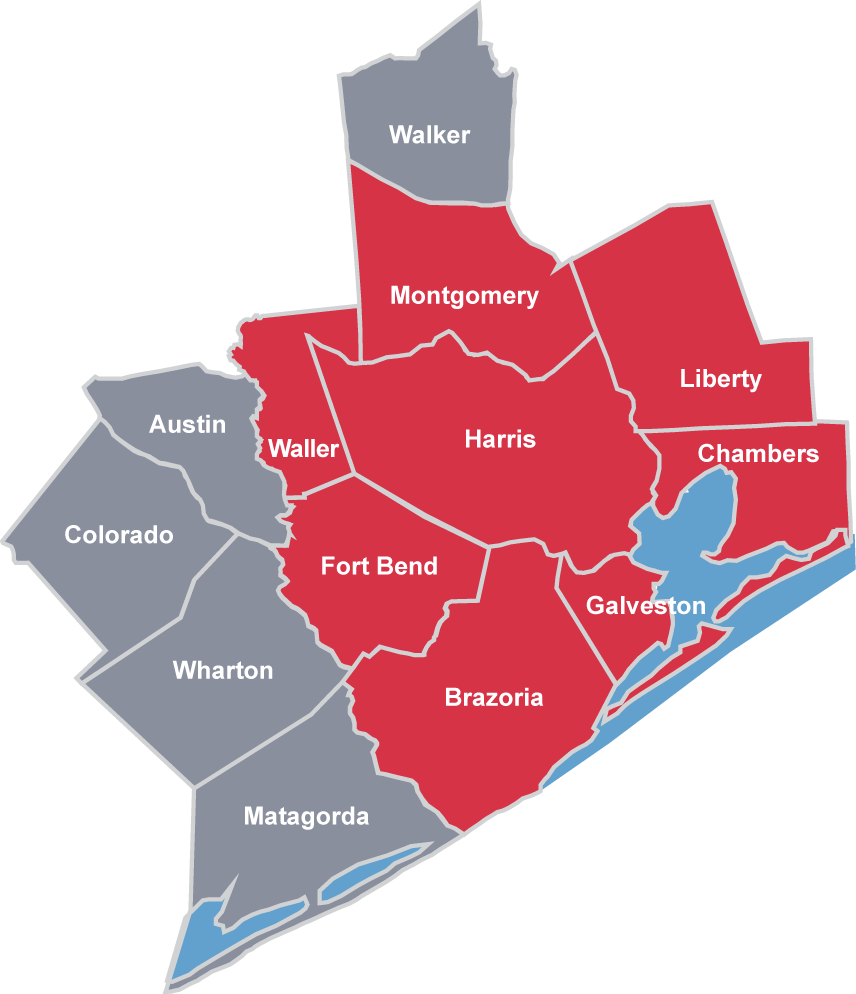 Walker
Montgomery
Liberty
Austin
Waller
Harris
Chambers
Colorado
Fort Bend
Galveston
Wharton
Brazoria
Matagorda